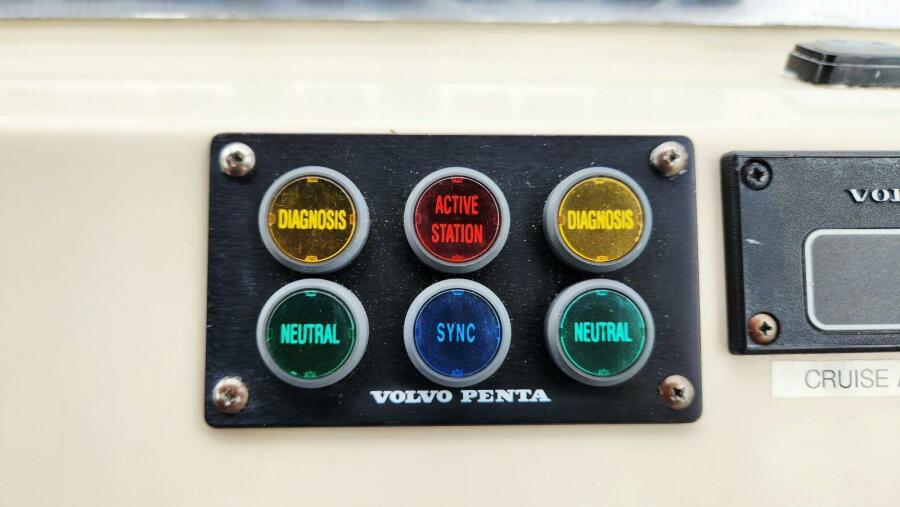 DIAGNOSIS
ACTIVE
STATION
DIAGNOSIS
NEUTRAL
SYNC
NEUTRAL
VOLVO PENTA
CRUISE